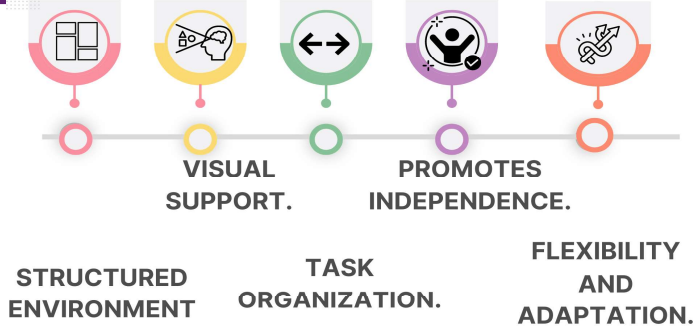 VISUAL
SUPPORT.
PROMOTES
INDEPENDENCE.
STRUCTURED
ENVIRONMENT
TASK
ORGANIZATION.
FLEXIBILITY
AND
ADAPTATION.